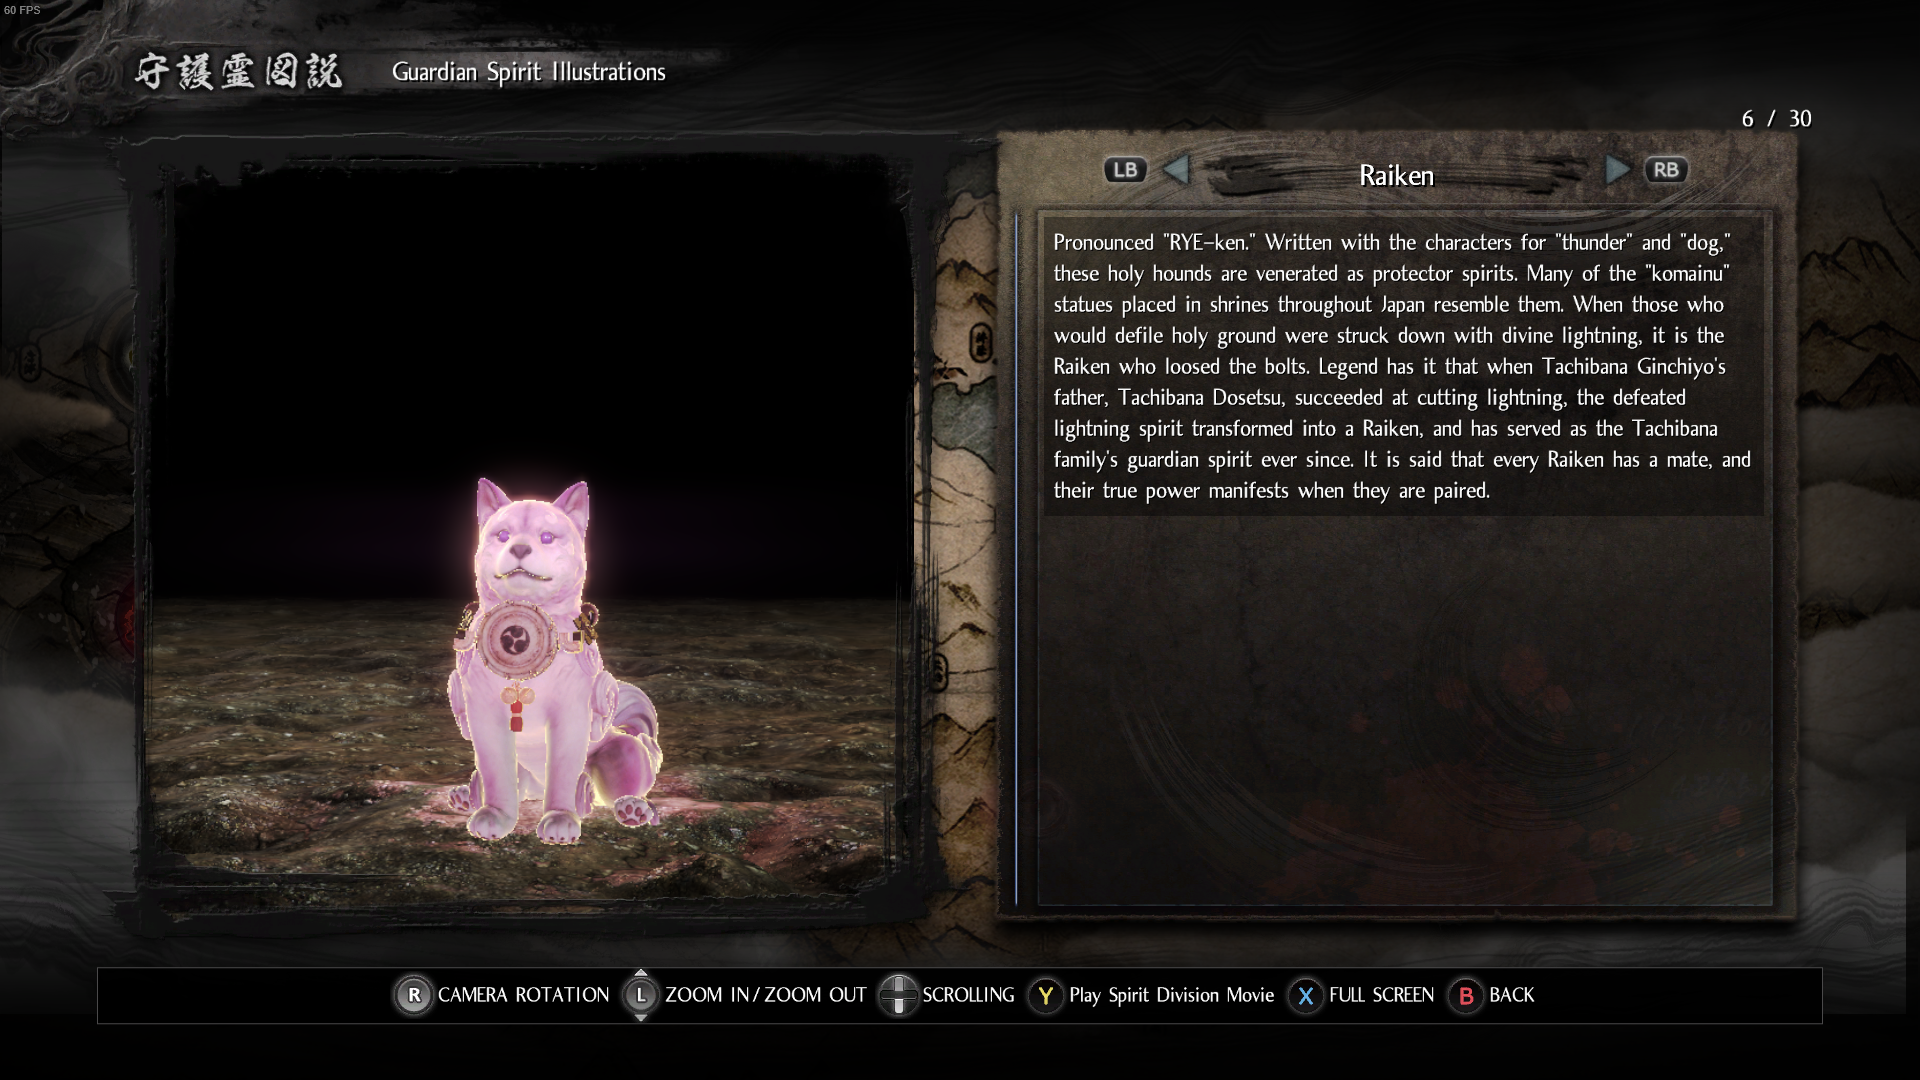 60 FPS
守護霊図説 Guardian Spirit Illustrations
6 / 30
LB Raiken RB
Pronounced "RYE-ken." Written with the characters for "thunder" and "dog,"
these holy hounds are venerated as protector spirits. Many of the "komainu"
statues placed in shrines throughout Japan resemble them. When those who
would defile holy ground were struck down with divine lightning, it is the
Raiken who loosed the bolts. Legend has it that when Tachibana Ginchiyo's
father, Tachibana Dosetsu, succeeded at cutting lightning, the defeated
lightning spirit transformed into a Raiken, and has served as the Tachibana
family's guardian spirit ever since. It is said that every Raiken has a mate, and
their true power manifests when they are paired.
R CAMERA ROTATION L ZOOM IN/ZOOM OUT SCROLLING Y Play Spirit Division Movie X FULL SCREEN B BACK